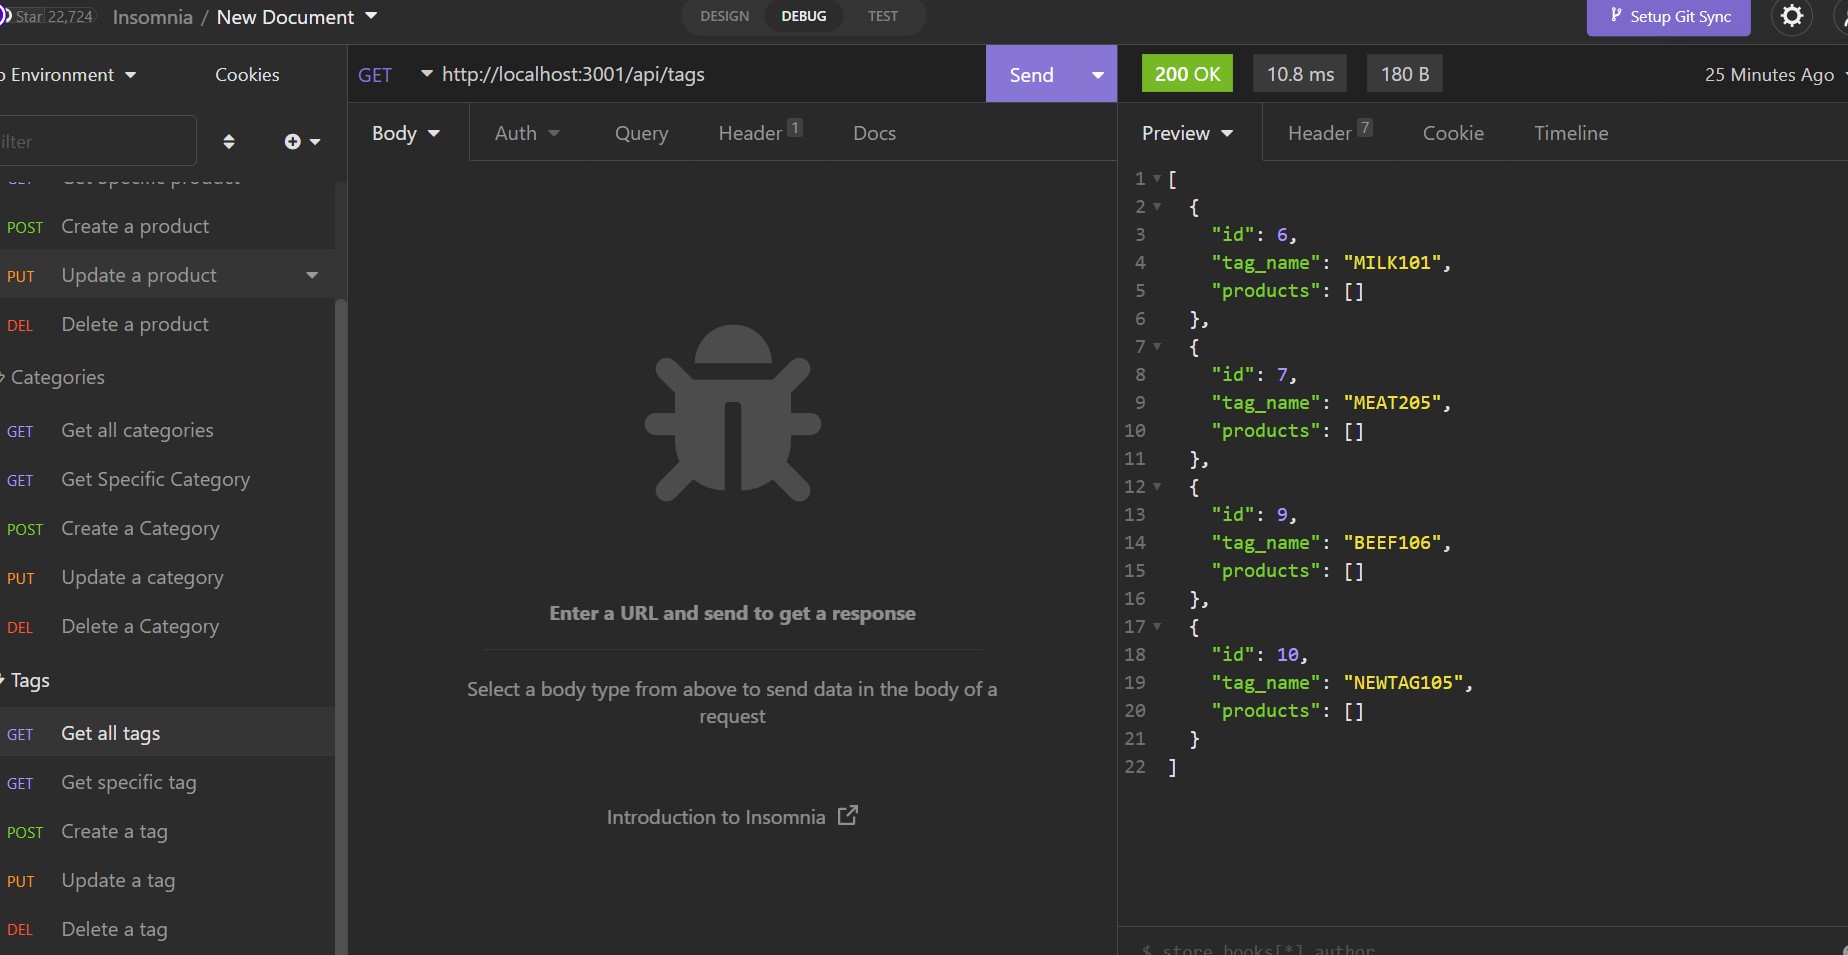 Star 22,724 Insomnia / New Document DESIGN DEBUG TEST Setup Git Sync
Environment Cookies
GET http://localhost:3001/api/tags Send 200 OK 10.8 ms 180 B 25 Minutes Ago
ilter
Body Auth Query Header 1 Docs
Preview Header 7 Cookie Timeline
POST Create a product
PUT Update a product
DEL Delete a product
Categories
GET Get all categories
GET Get Specific Category
POST Create a Category
PUT Update a category
DEL Delete a Category
Tags
GET Get all tags
GET Get specific tag
POST Create a tag
PUT Update a tag
DEL Delete a tag
Enter a URL and send to get a response
Select a body type from above to send data in the body of a
request
Introduction to Insomnia
1 [
2 {
3 "id": 6,
4 "tag_name": "MILK101",
5 "products": []
6 },
7 {
8 "id": 7,
9 "tag_name": "MEAT205",
10 "products": []
11 },
12 {
13 "id": 9,
14 "tag_name": "BEEF106",
15 "products": []
16 },
17 {
18 "id": 10,
19 "tag_name": "NEWTAG105",
20 "products": []
21 }
22 ]
$.store.books[*].author